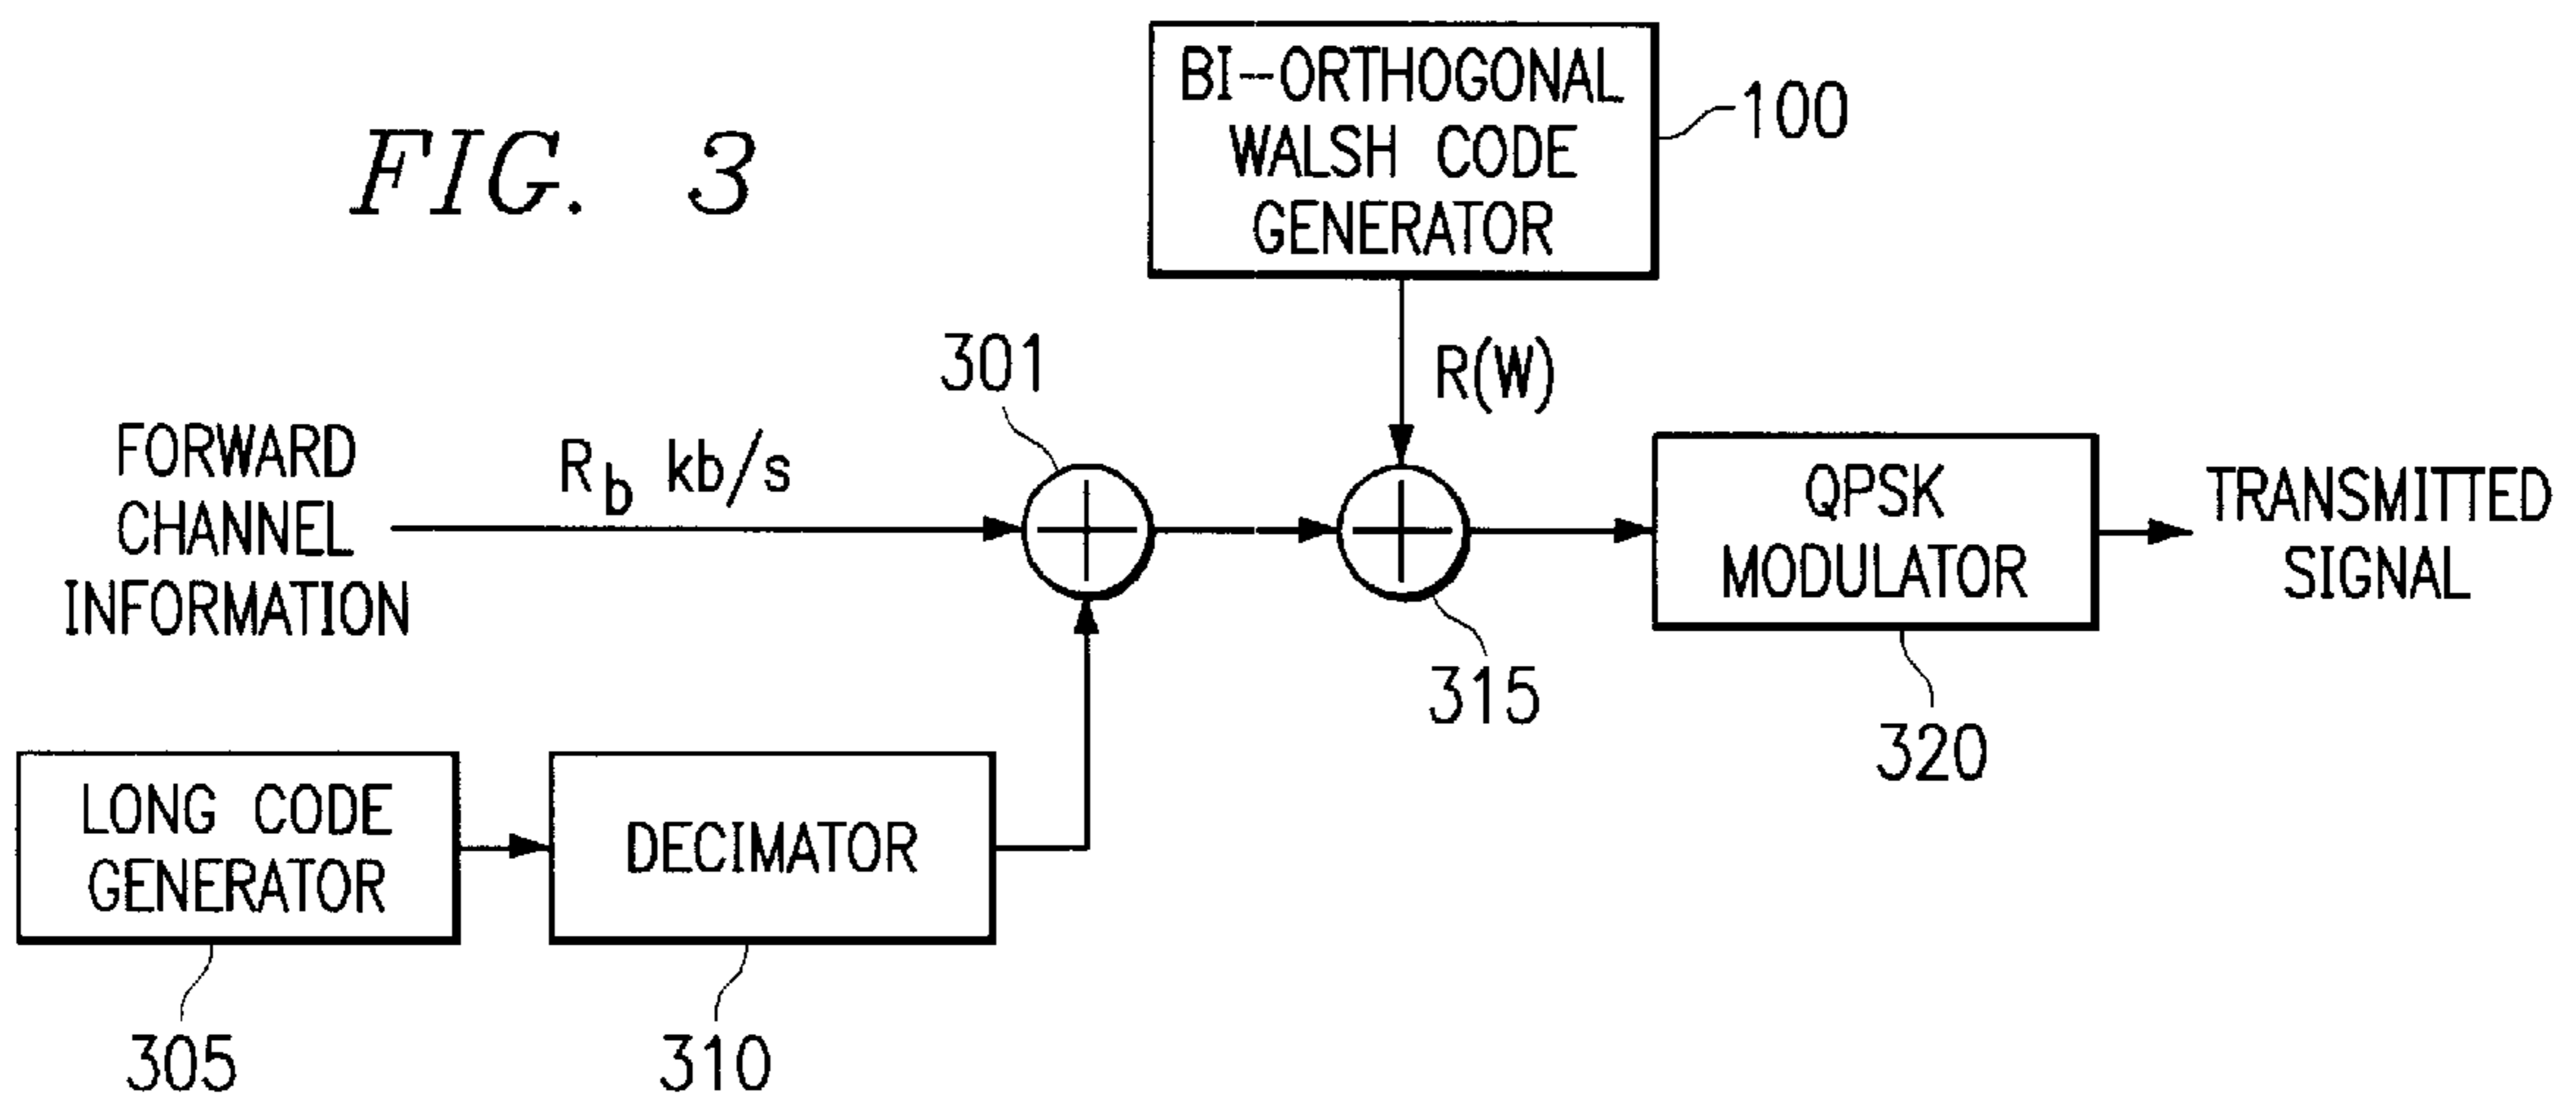 FIG. 3
BI-ORTHOGONAL
WALSH CODE
GENERATOR
100
R(W)
301
FORWARD
CHANNEL
INFORMATION
Rb kb/s
QPSK
MODULATOR
TRANSMITTED
SIGNAL
315
320
LONG CODE
GENERATOR
DECIMATOR
305
310